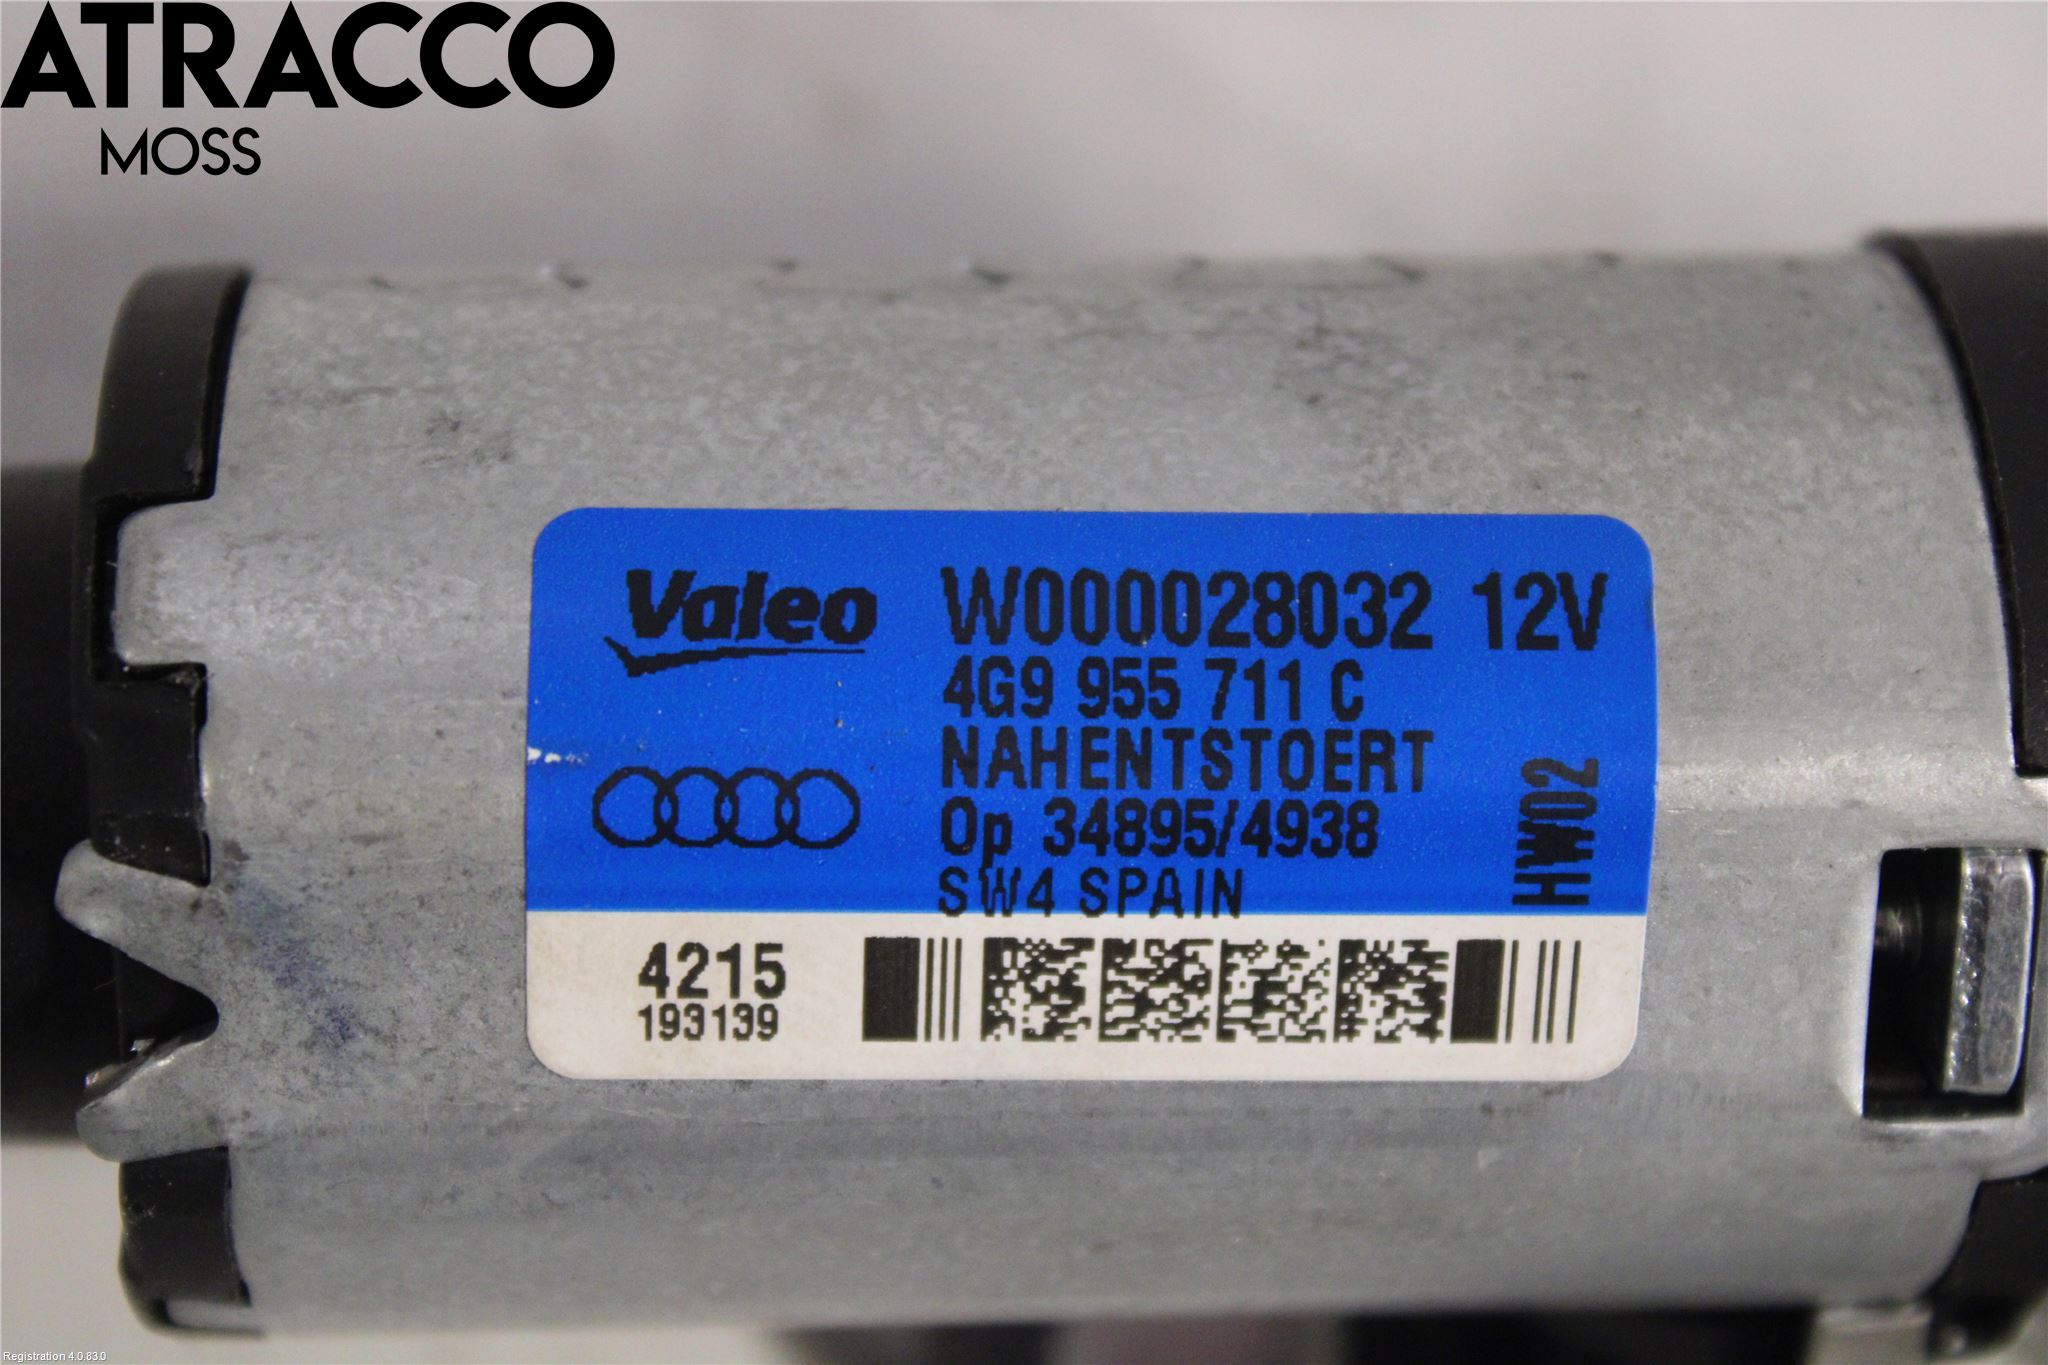 ATRACCO
MOSS
Valeo W000028032 12V
4G9 955 711 C
NAHENTSTOERT
Op 34895/4938
SW4 SPAIN
HW02
4215
193139
Registration 4.0.83.0